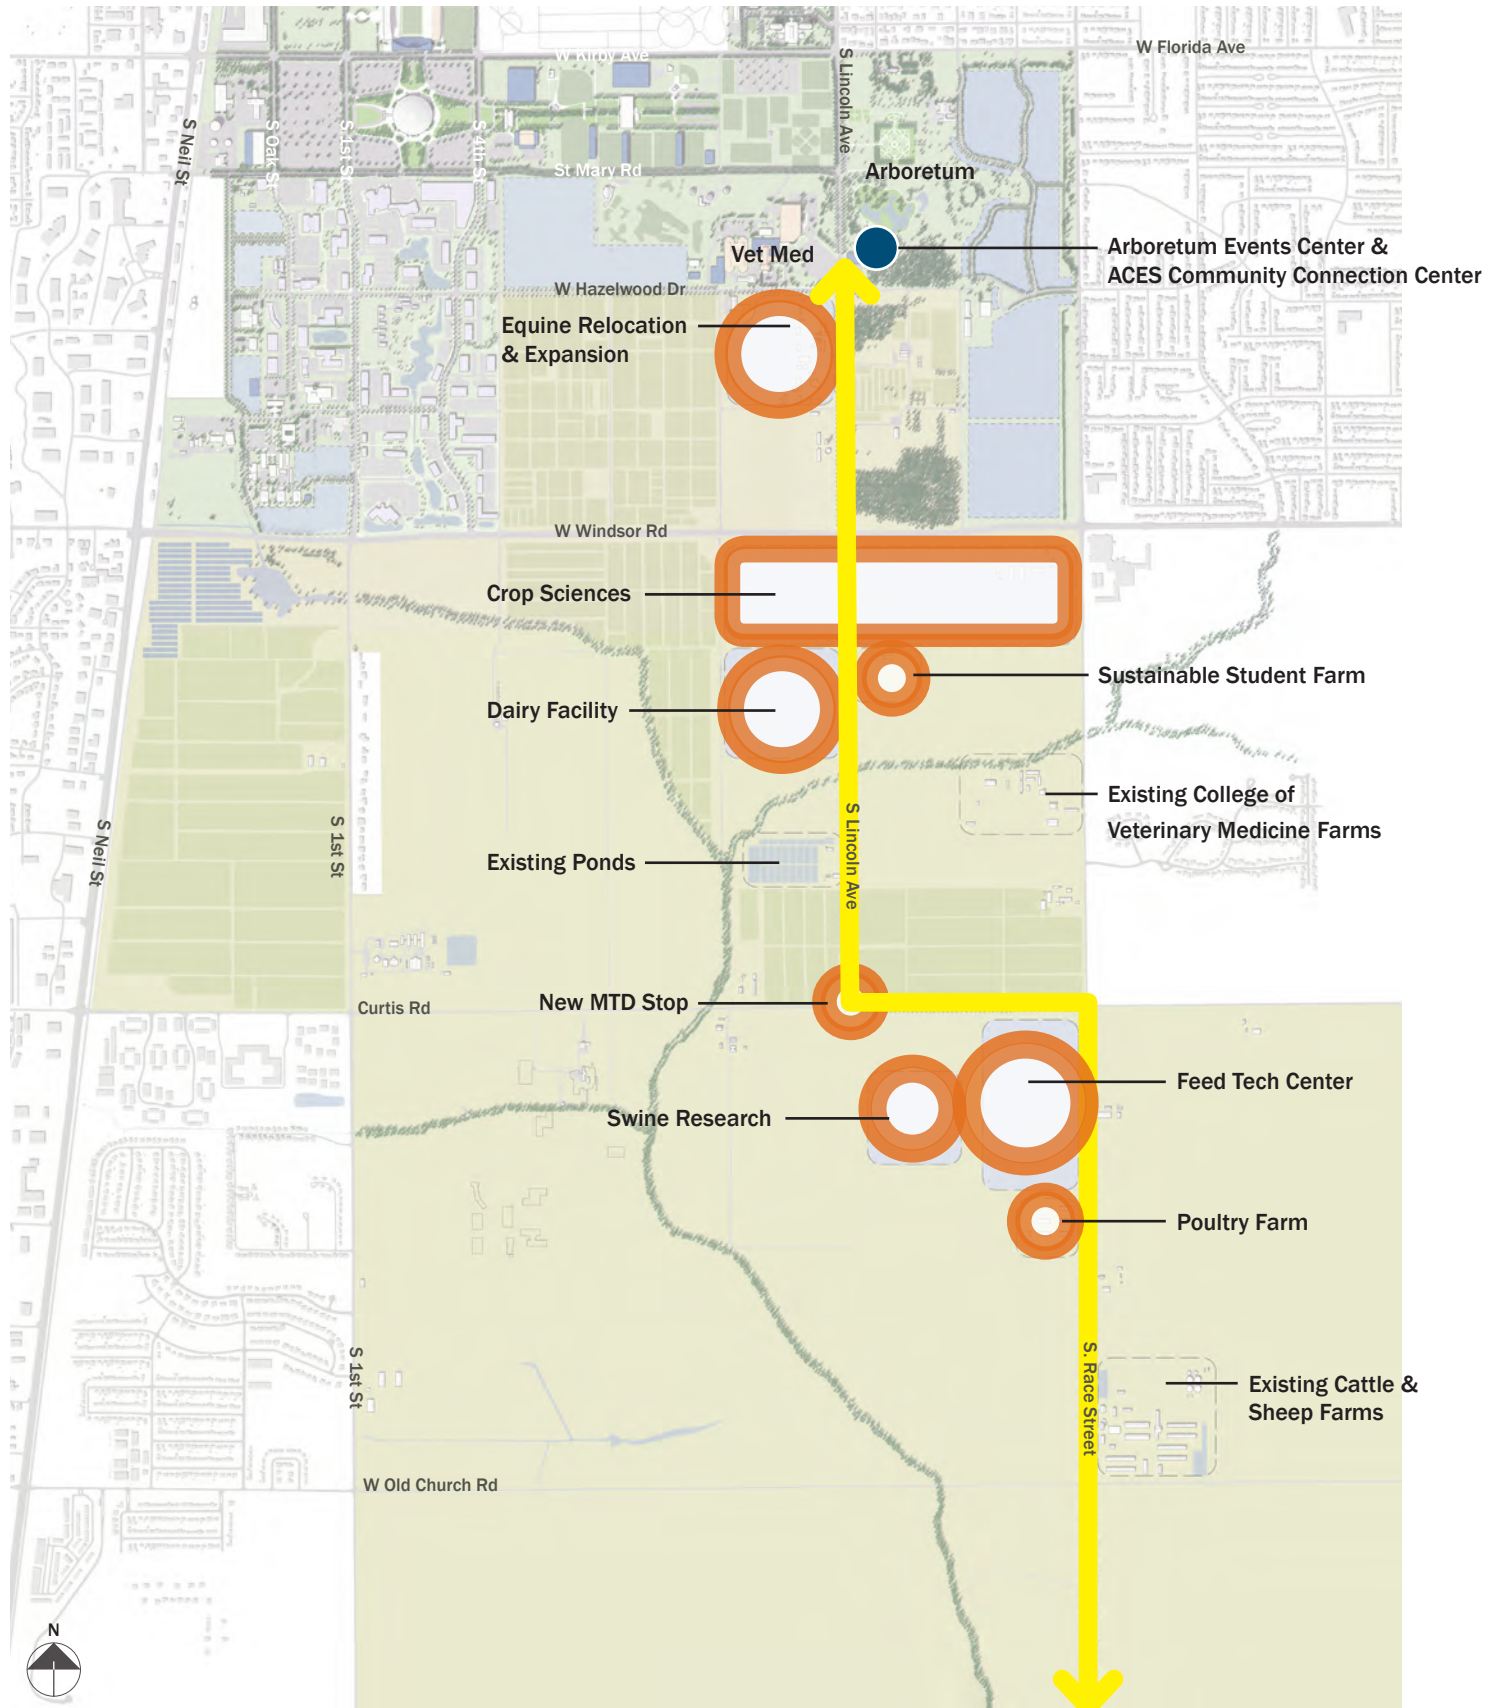 W Florida Ave
W Kirby Ave
S Lincoln Ave
S Neil St
S Oak St
S 1st St
S 4th St
St Mary Rd
Arboretum
Vet Med
Arboretum Events Center &
ACES Community Connection Center
W Hazelwood Dr
Equine Relocation
& Expansion
W Windsor Rd
Crop Sciences
Sustainable Student Farm
Dairy Facility
Existing College of
Veterinary Medicine Farms
S Neil St
S 1st St
S Lincoln Ave
Existing Ponds
New MTD Stop
Curtis Rd
Feed Tech Center
Swine Research
Poultry Farm
S 1st St
S. Race Street
Existing Cattle &
Sheep Farms
W Old Church Rd
N